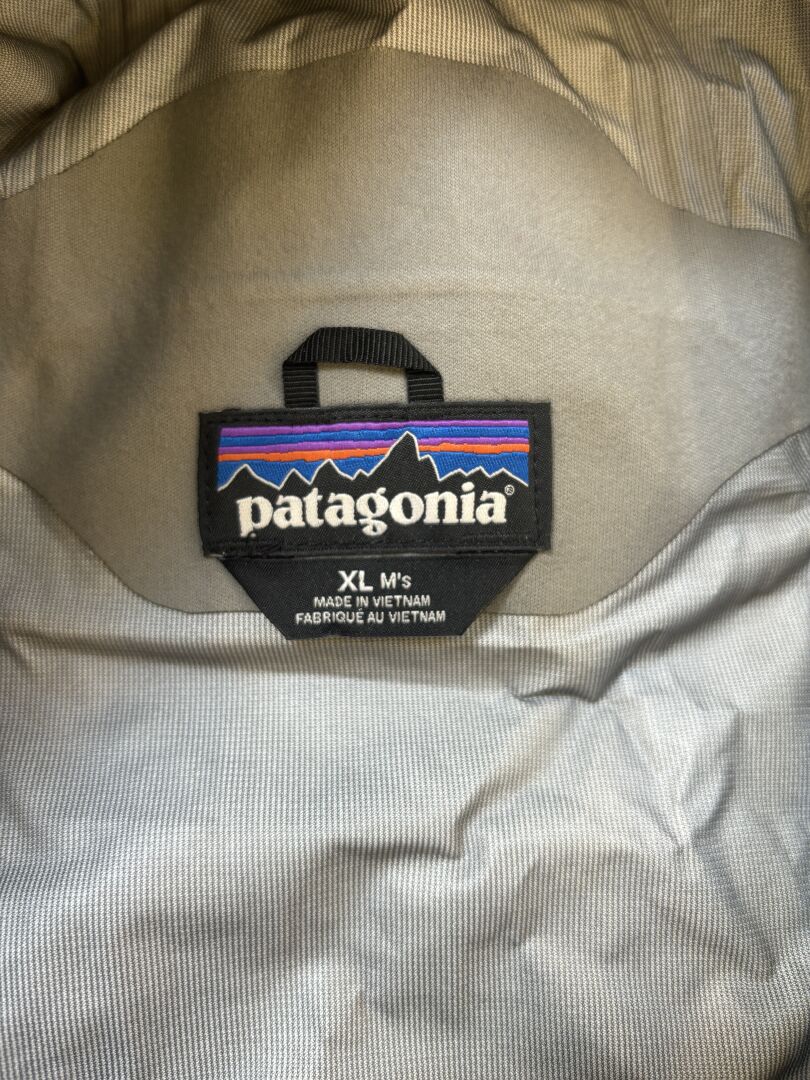 patagonia®
XL M's
MADE IN VIETNAM
FABRIQUÉ AU VIETNAM